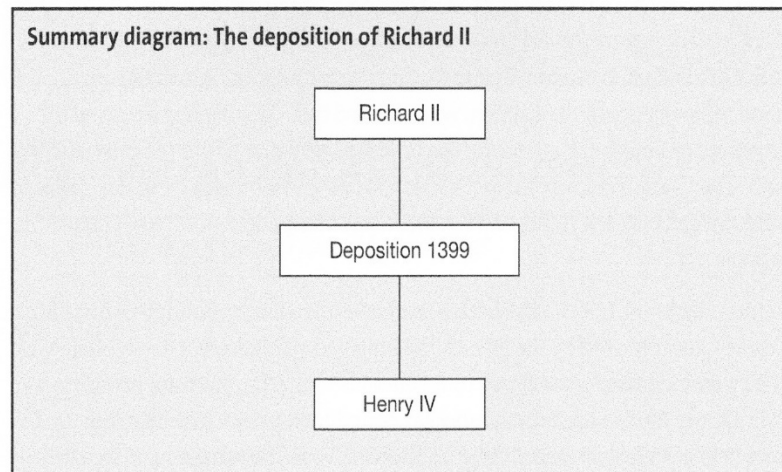 Summary diagram: The deposition of Richard II
Richard II
Deposition 1399
Henry IV